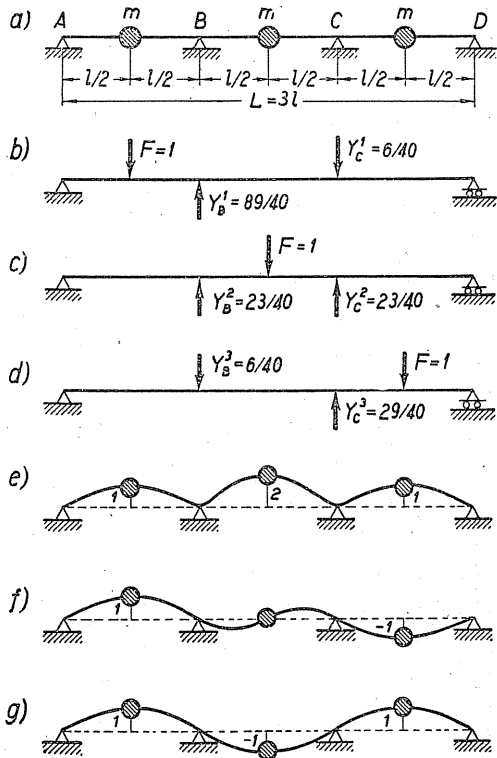 a) A m B m C m D
l/2 l/2 l/2 l/2 l/2 l/2
L = 3l
b) F=1 Y_C^1 = 6/40
Y_B^1 = 89/40
c) F=1
Y_B^2 = 23/40 Y_C^2 = 23/40
d) Y_B^3 = 6/40 F=1
Y_C^3 = 29/40
e) 1 2 1
f) 1 -1
g) 1 -1 1